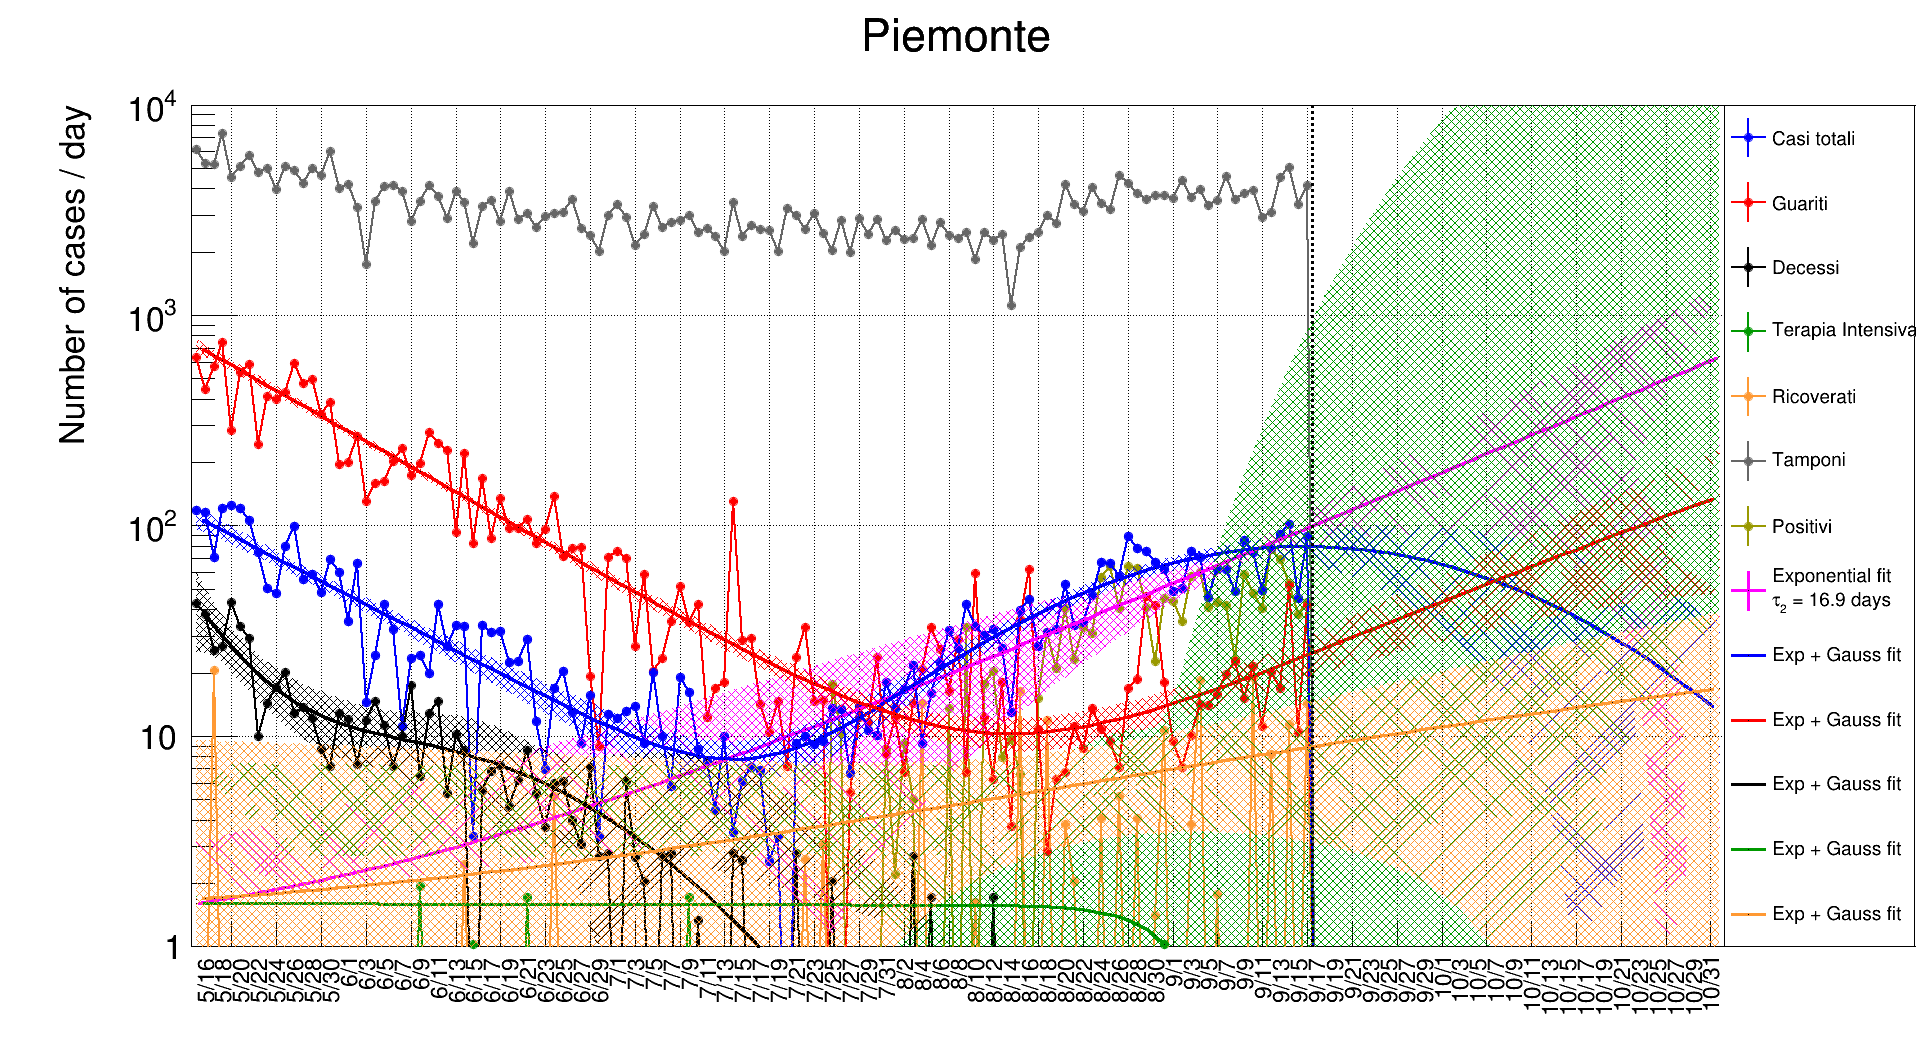 Piemonte
Number of cases / day
10⁴
10³
10²
10
1
5/16 5/18 5/20 5/22 5/24 5/26 5/28 5/30 6/1 6/3 6/5 6/7 6/9 6/11 6/13 6/15 6/17 6/19 6/21 6/23 6/25 6/27 6/29 7/1 7/3 7/5 7/7 7/9 7/11 7/13 7/15 7/17 7/19 7/21 7/23 7/25 7/27 7/29 7/31 8/2 8/4 8/6 8/8 8/10 8/12 8/14 8/16 8/18 8/20 8/22 8/24 8/26 8/28 8/30 9/1 9/3 9/5 9/7 9/9 9/11 9/13 9/15 9/17 9/19 9/21 9/23 9/25 9/27 9/29 10/1 10/3 10/5 10/7 10/9 10/11 10/13 10/15 10/17 10/19 10/21 10/23 10/25 10/27 10/29 10/31
Casi totali
Guariti
Decessi
Terapia Intensiva
Ricoverati
Tamponi
Positivi
Exponential fit
τ₂ = 16.9 days
Exp + Gauss fit
Exp + Gauss fit
Exp + Gauss fit
Exp + Gauss fit
Exp + Gauss fit